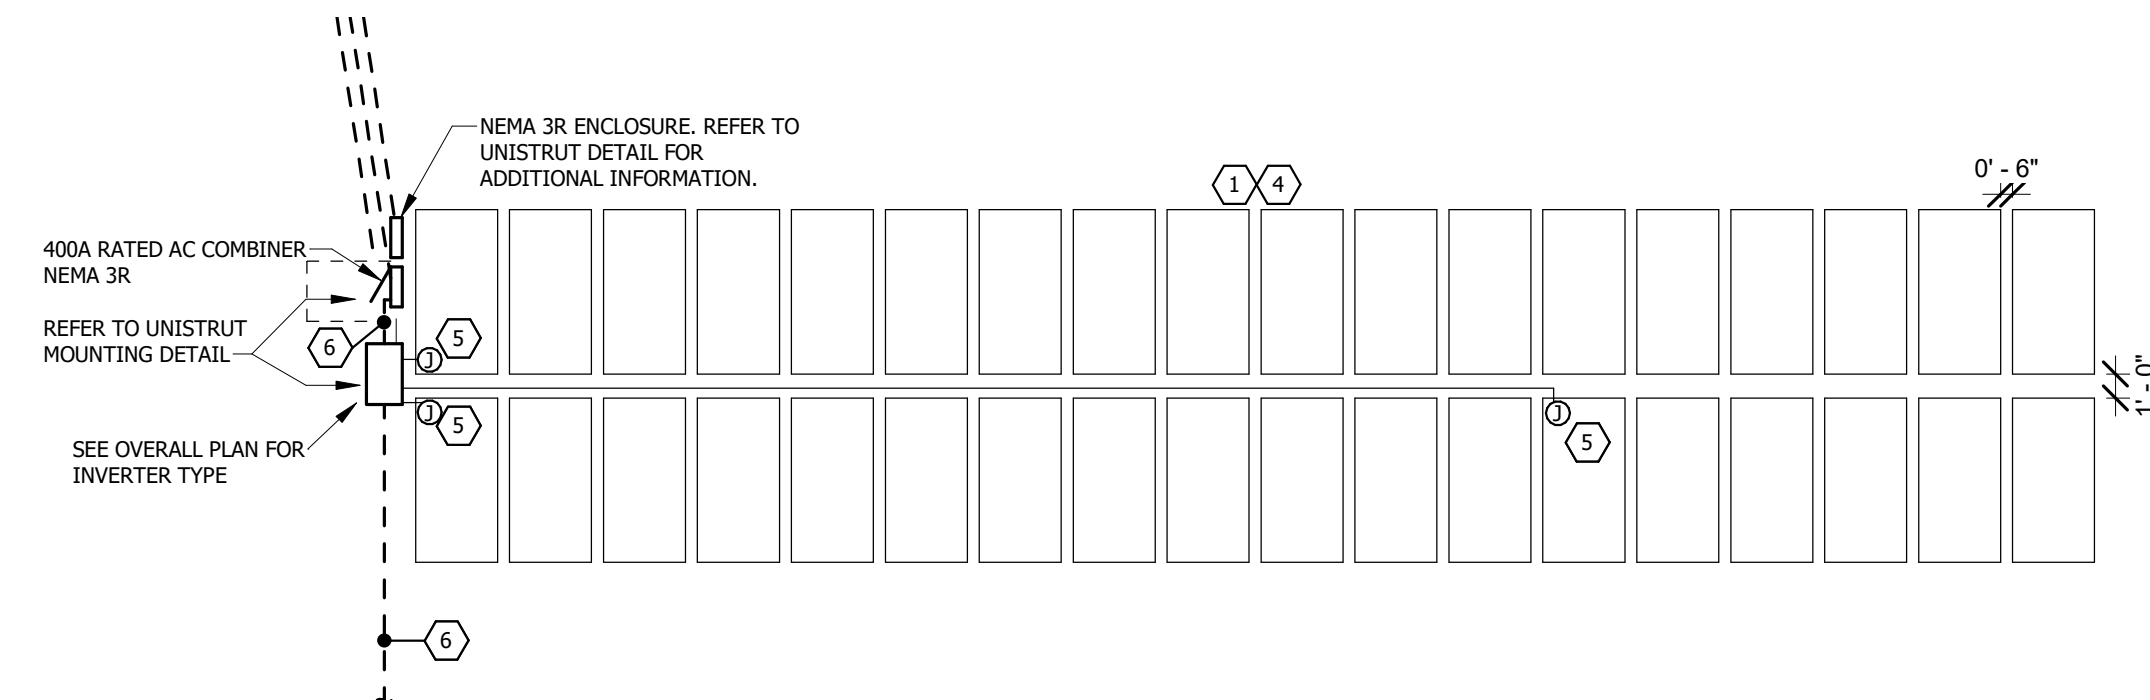 NEMA 3R ENCLOSURE. REFER TO
UNISTRUT DETAIL FOR
ADDITIONAL INFORMATION.
1
4
0' - 6"
400A RATED AC COMBINER
NEMA 3R
REFER TO UNISTRUT
MOUNTING DETAIL
6
5
J
J
5
J
5
1' - 0"
SEE OVERALL PLAN FOR
INVERTER TYPE
6